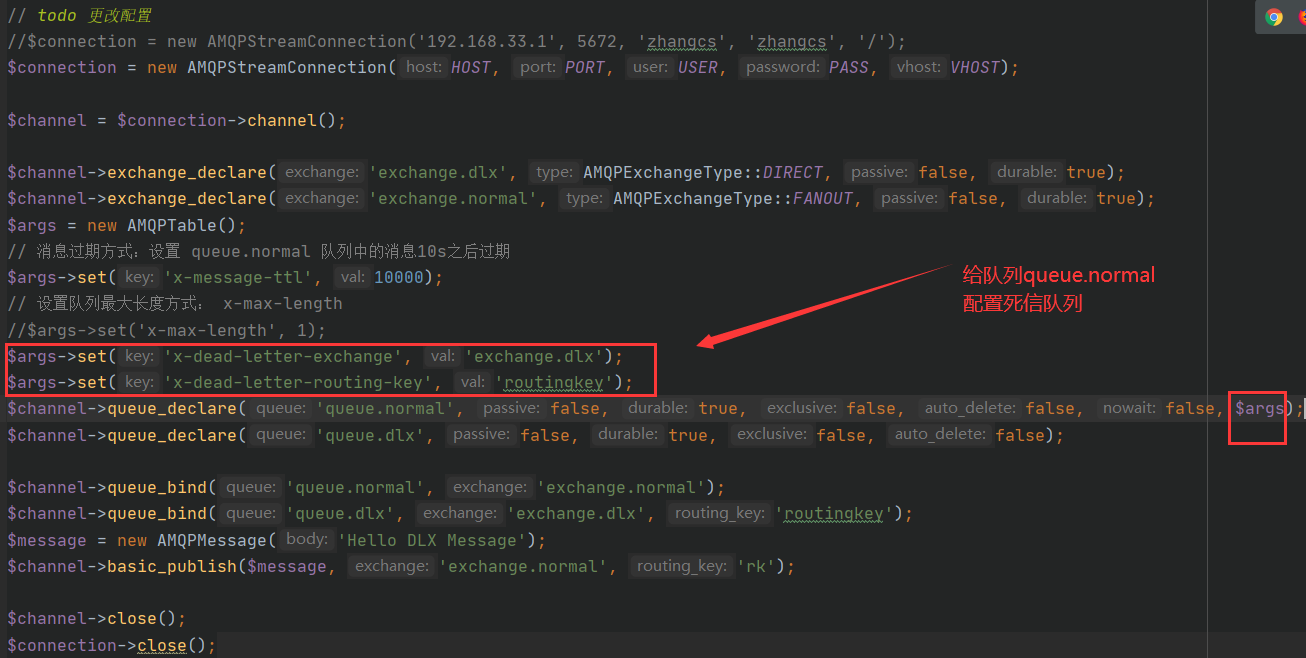 // todo 更改配置
//$connection = new AMQPStreamConnection('192.168.33.1', 5672, 'zhangcs', 'zhangcs', '/');
$connection = new AMQPStreamConnection( host: HOST, port: PORT, user: USER, password: PASS, vhost: VHOST);
$channel = $connection->channel();
$channel->exchange_declare( exchange: 'exchange.dlx', type: AMQPExchangeType::DIRECT, passive: false, durable: true);
$channel->exchange_declare( exchange: 'exchange.normal', type: AMQPExchangeType::FANOUT, passive: false, durable: true);
$args = new AMQPTable();
// 消息过期方式：设置 queue.normal 队列中的消息10s之后过期
$args->set( key: 'x-message-ttl', val: 10000);
给队列queue.normal
配置死信队列
// 设置队列最大长度方式： x-max-length
//$args->set('x-max-length', 1);
$args->set( key: 'x-dead-letter-exchange', val: 'exchange.dlx');
$args->set( key: 'x-dead-letter-routing-key', val: 'routingkey');
$channel->queue_declare( queue: 'queue.normal', passive: false, durable: true, exclusive: false, auto_delete: false, nowait: false, $args);
$channel->queue_declare( queue: 'queue.dlx', passive: false, durable: true, exclusive: false, auto_delete: false);
$channel->queue_bind( queue: 'queue.normal', exchange: 'exchange.normal');
$channel->queue_bind( queue: 'queue.dlx', exchange: 'exchange.dlx', routing_key: 'routingkey');
$message = new AMQPMessage( body: 'Hello DLX Message');
$channel->basic_publish($message, exchange: 'exchange.normal', routing_key: 'rk');
$channel->close();
$connection->close();